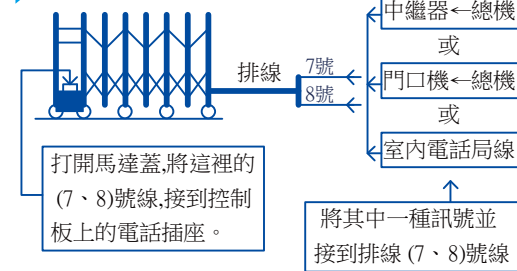 中繼器←總機
或
門口機←總機
或
室內電話局線
排線
7號
8號
打開馬達蓋,將這裡的
(7、8)號線,接到控制
板上的電話插座。
將其中一種訊號並
接到排線 (7、8)號線